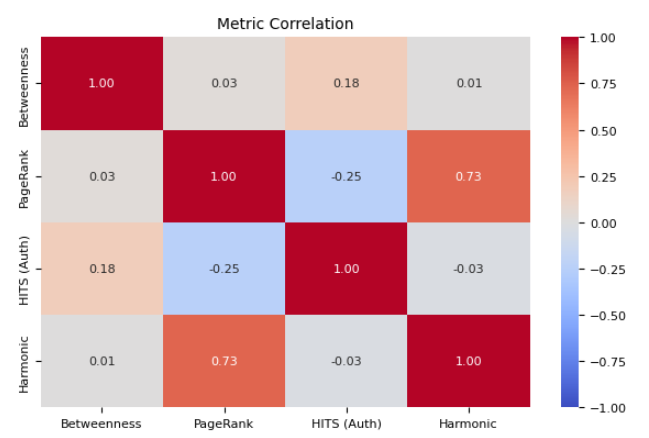 Metric Correlation
Betweenness 1.00 0.03 0.18 0.01
PageRank 0.03 1.00 -0.25 0.73
HITS (Auth) 0.18 -0.25 1.00 -0.03
Harmonic 0.01 0.73 -0.03 1.00
Betweenness PageRank HITS (Auth) Harmonic
1.00
0.75
0.50
0.25
0.00
−0.25
−0.50
−0.75
−1.00